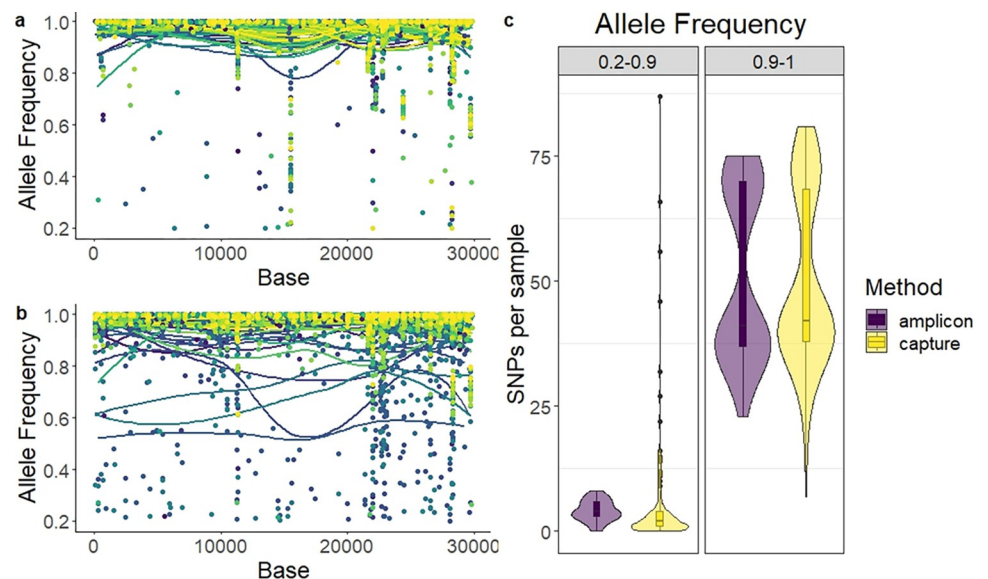 a
1.0
0.8
0.6
0.4
0.2
Allele Frequency
0 10000 20000 30000
Base
b
1.0
0.8
0.6
0.4
0.2
Allele Frequency
0 10000 20000 30000
Base
c
Allele Frequency
0.2-0.9 0.9-1
75
50
25
0
SNPs per sample
Method
amplicon
capture